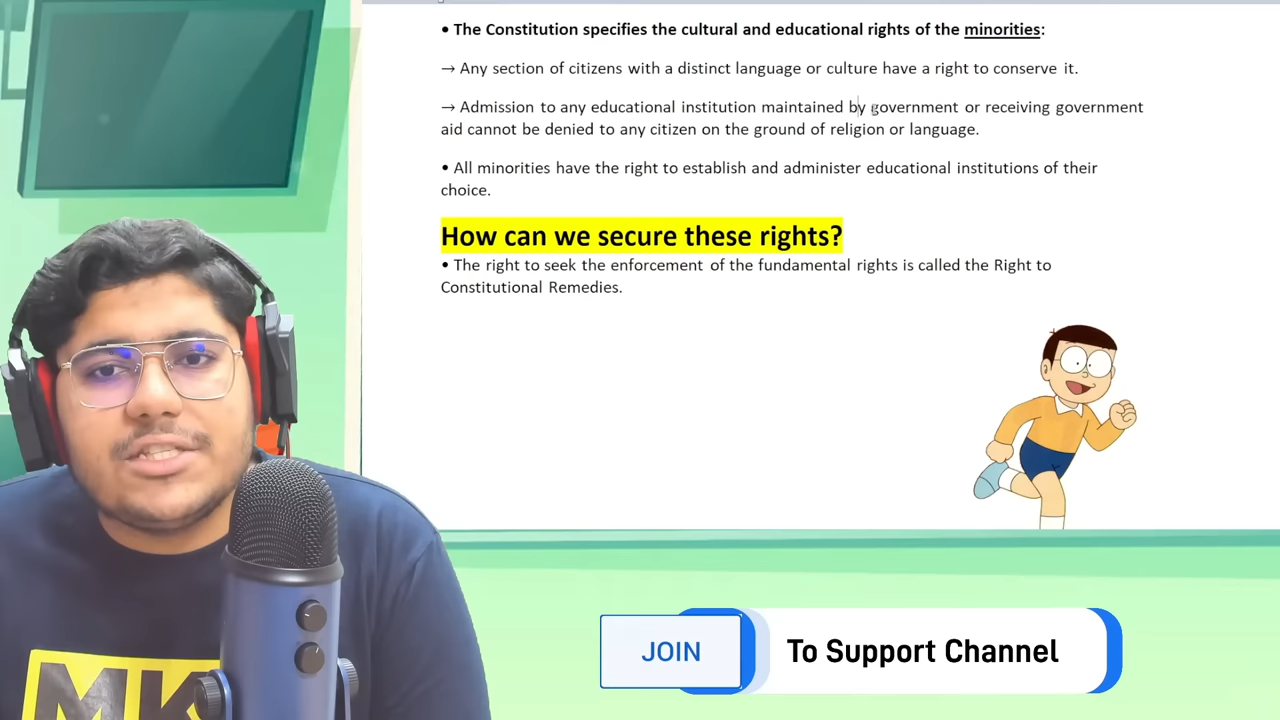 • The Constitution specifies the cultural and educational rights of the minorities:
→ Any section of citizens with a distinct language or culture have a right to conserve it.
→ Admission to any educational institution maintained by government or receiving government
aid cannot be denied to any citizen on the ground of religion or language.
• All minorities have the right to establish and administer educational institutions of their
choice.
How can we secure these rights?
• The right to seek the enforcement of the fundamental rights is called the Right to
Constitutional Remedies.
JOIN To Support Channel
MK